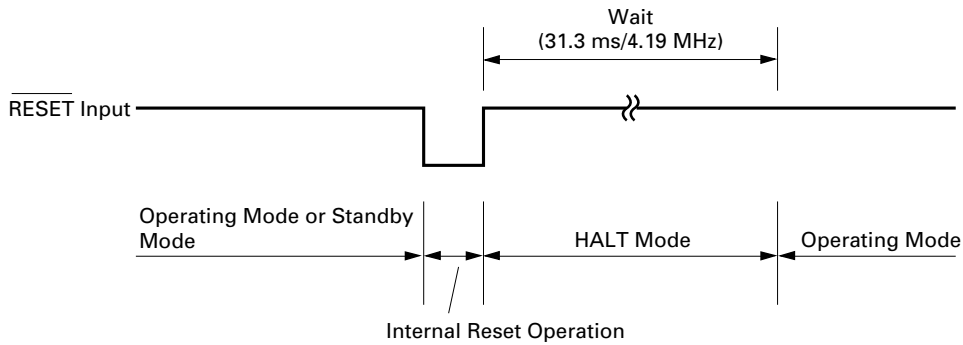 Wait
(31.3 ms/4.19 MHz)
RESET Input
Operating Mode or Standby
Mode
HALT Mode
Operating Mode
Internal Reset Operation